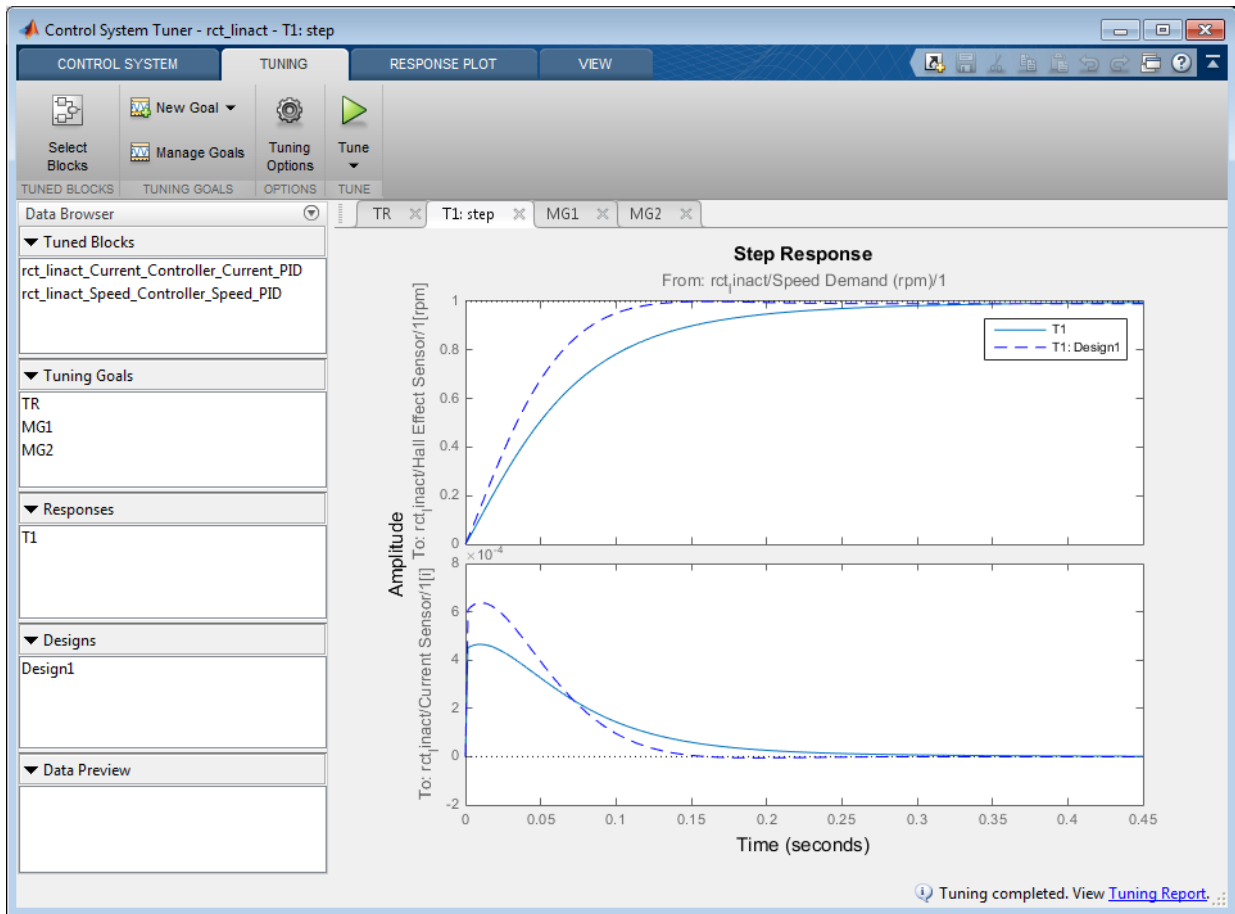 Control System Tuner - rct_linact - T1: step
CONTROL SYSTEM
TUNING
RESPONSE PLOT
VIEW
Select
Blocks
New Goal
Manage Goals
Tuning
Options
Tune
TUNED BLOCKS
TUNING GOALS
OPTIONS
TUNE
Data Browser
Tuned Blocks
rct_linact_Current_Controller_Current_PID
rct_linact_Speed_Controller_Speed_PID
Tuning Goals
TR
MG1
MG2
Responses
T1
Designs
Design1
Data Preview
TR
T1: step
MG1
MG2
Step Response
From: rctlinact/Speed Demand (rpm)/1
Amplitude
To: rctlinact/Hall Effect Sensor/1[rpm]
1
0.8
0.6
0.4
0.2
0
T1
T1: Design1
To: rctlinact/Current Sensor/1[i]
×10-4
8
6
4
2
0
-2
0 0.05 0.1 0.15 0.2 0.25 0.3 0.35 0.4 0.45
Time (seconds)
Tuning completed. View Tuning Report.